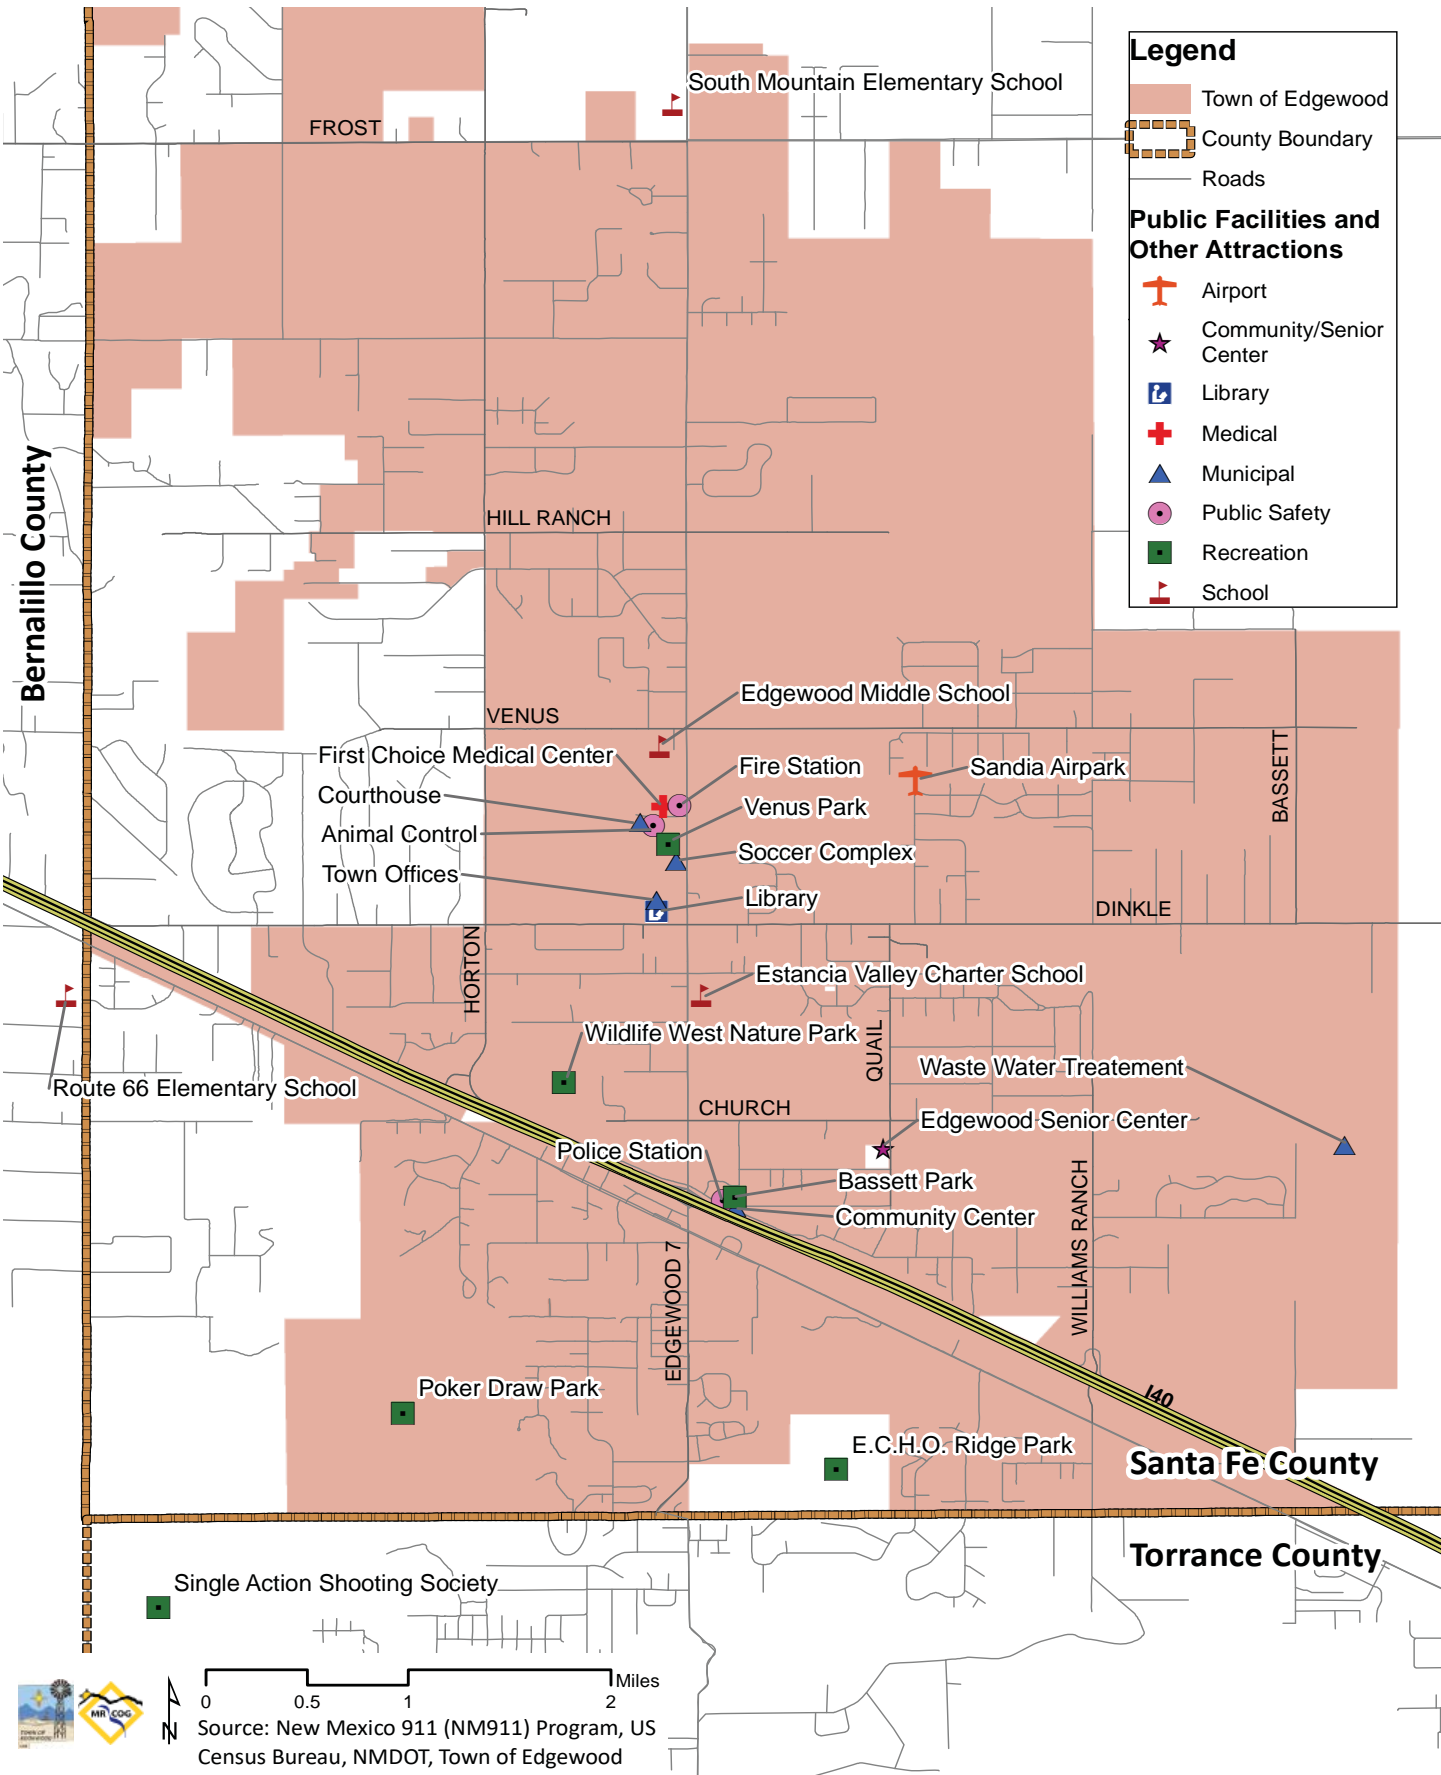 Legend
Town of Edgewood
County Boundary
Roads
Public Facilities and
Other Attractions
Airport
Community/Senior
Center
Library
Medical
Municipal
Public Safety
Recreation
School
South Mountain Elementary School
FROST
Bernalillo County
HILL RANCH
Edgewood Middle School
VENUS
First Choice Medical Center
Fire Station
Sandia Airpark
BASSETT
Courthouse
Venus Park
Animal Control
Soccer Complex
Town Offices
Library
DINKLE
HORTON
Estancia Valley Charter School
Wildlife West Nature Park
QUAIL
Waste Water Treatement
Route 66 Elementary School
CHURCH
Edgewood Senior Center
Police Station
Bassett Park
Community Center
WILLIAMS RANCH
EDGEWOOD 7
Poker Draw Park
I40
E.C.H.O. Ridge Park
Santa Fe County
Torrance County
Single Action Shooting Society
Miles
0 0.5 1 2
N
MR COG
TOWN OF
EDGEWOOD
Source: New Mexico 911 (NM911) Program, US
Census Bureau, NMDOT, Town of Edgewood